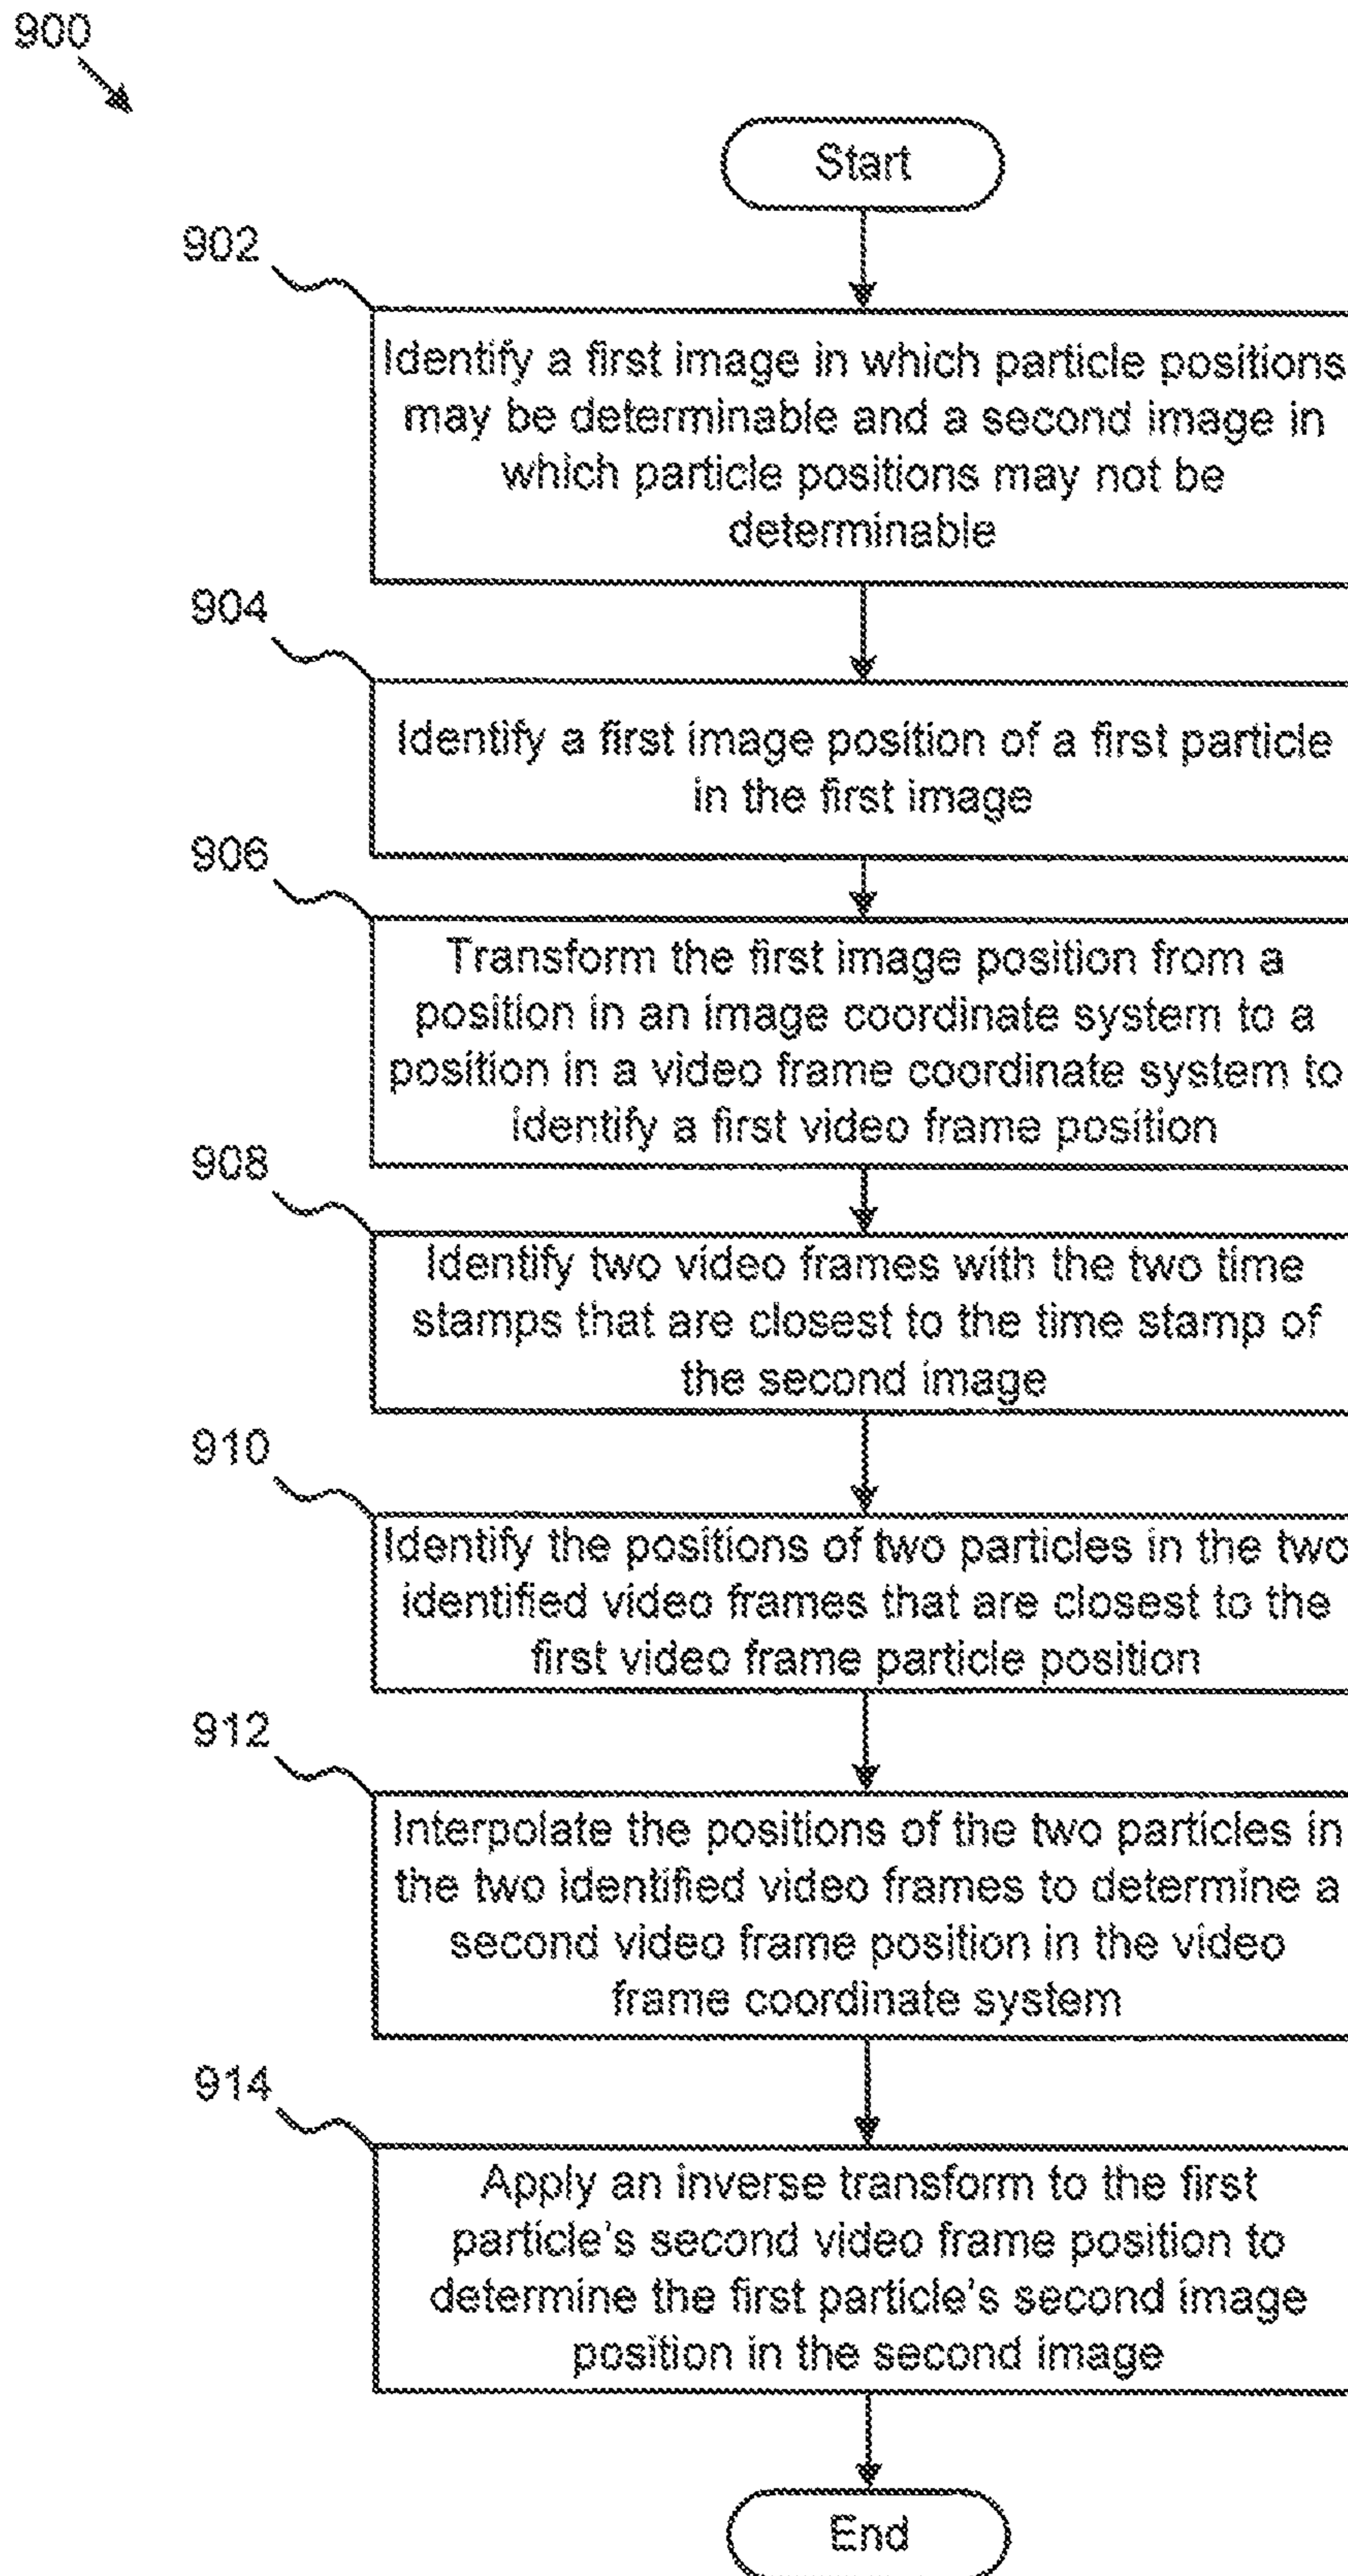 900
Start
902
Identify a first image in which particle positions
may be determinable and a second image in
which particle positions may not be
determinable
904
Identify a first image position of a first particle
in the first image
906
Transform the first image position from a
position in an image coordinate system to a
position in a video frame coordinate system to
identify a first video frame position
908
Identify two video frames with the two time
stamps that are closest to the time stamp of
the second image
910
Identify the positions of two particles in the two
identified video frames that are closest to the
first video frame particle position
912
Interpolate the positions of the two particles in
the two identified video frames to determine a
second video frame position in the video
frame coordinate system
914
Apply an inverse transform to the first
particle's second video frame position to
determine the first particle's second image
position in the second image
End